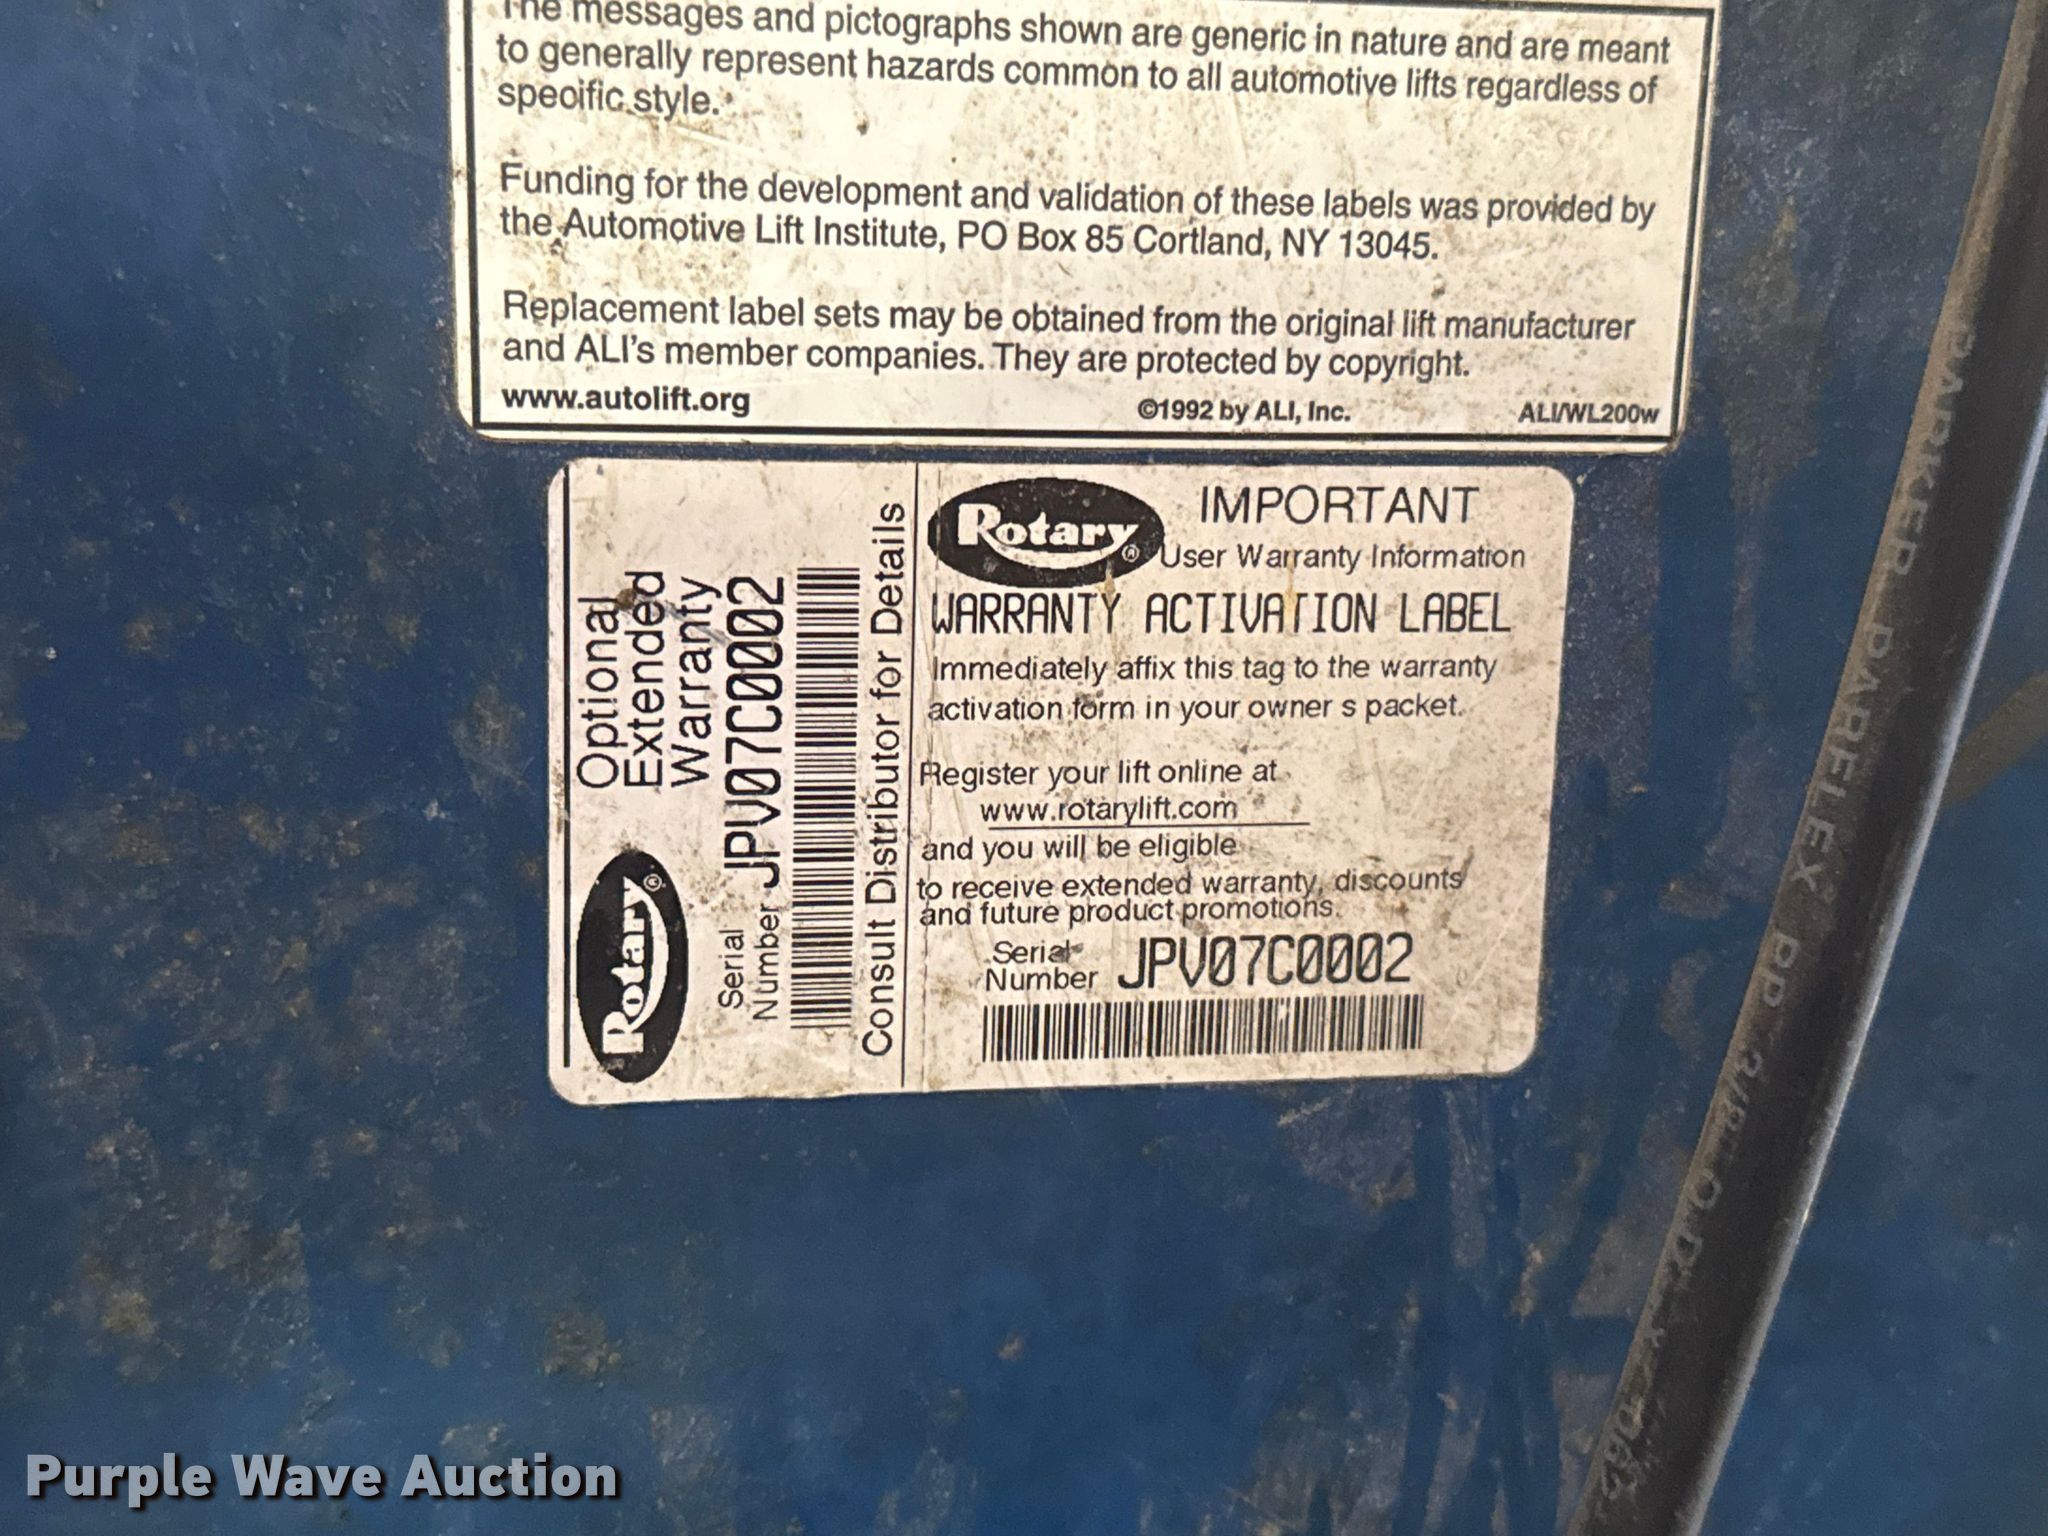 The messages and pictographs shown are generic in nature and are meant
to generally represent hazards common to all automotive lifts regardless of
specific style.
Funding for the development and validation of these labels was provided by
the Automotive Lift Institute, PO Box 85 Cortland, NY 13045.
Replacement label sets may be obtained from the original lift manufacturer
and ALI's member companies. They are protected by copyright.
www.autolift.org ©1992 by ALI, Inc. ALI/WL200w
Optional
Extended
Warranty
Rotary®
Serial
Number JPV07C0002
Consult Distributor for Details
Rotary®
IMPORTANT
User Warranty Information
WARRANTY ACTIVATION LABEL
Immediately affix this tag to the warranty
activation form in your owner s packet.
Register your lift online at
www.rotarylift.com
and you will be eligible
to receive extended warranty, discounts
and future product promotions.
Serial
Number JPV07C0002
PARKER PARFLEX PP 3/8 O.D. X
Purple Wave Auction